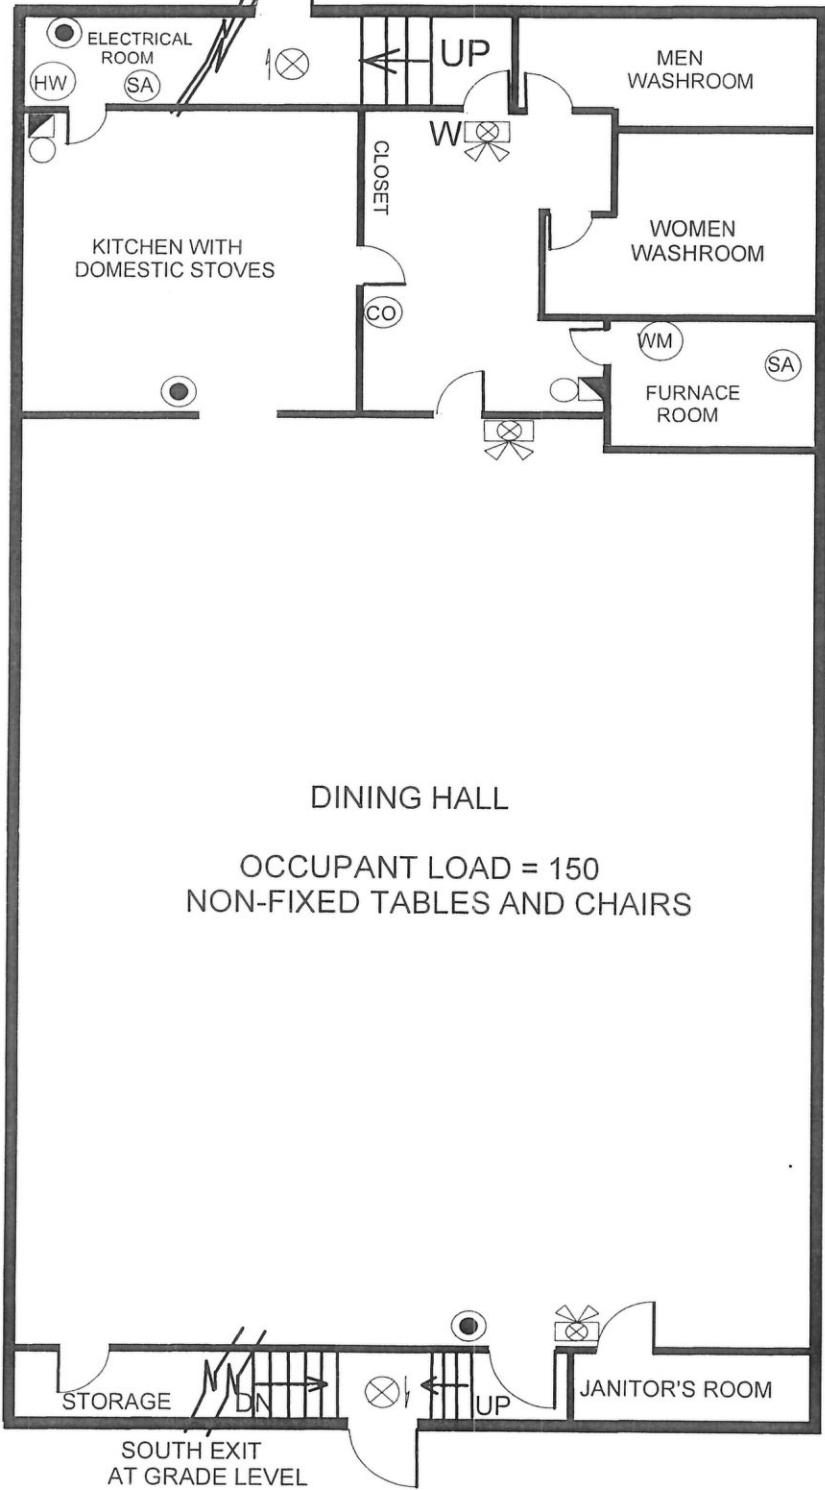 ELECTRICAL
ROOM
HW
SA
UP
MEN
WASHROOM
W
CLOSET
KITCHEN WITH
DOMESTIC STOVES
WOMEN
WASHROOM
CO
WM
SA
FURNACE
ROOM
DINING HALL
OCCUPANT LOAD = 150
NON-FIXED TABLES AND CHAIRS
STORAGE
DN
UP
JANITOR'S ROOM
SOUTH EXIT
AT GRADE LEVEL